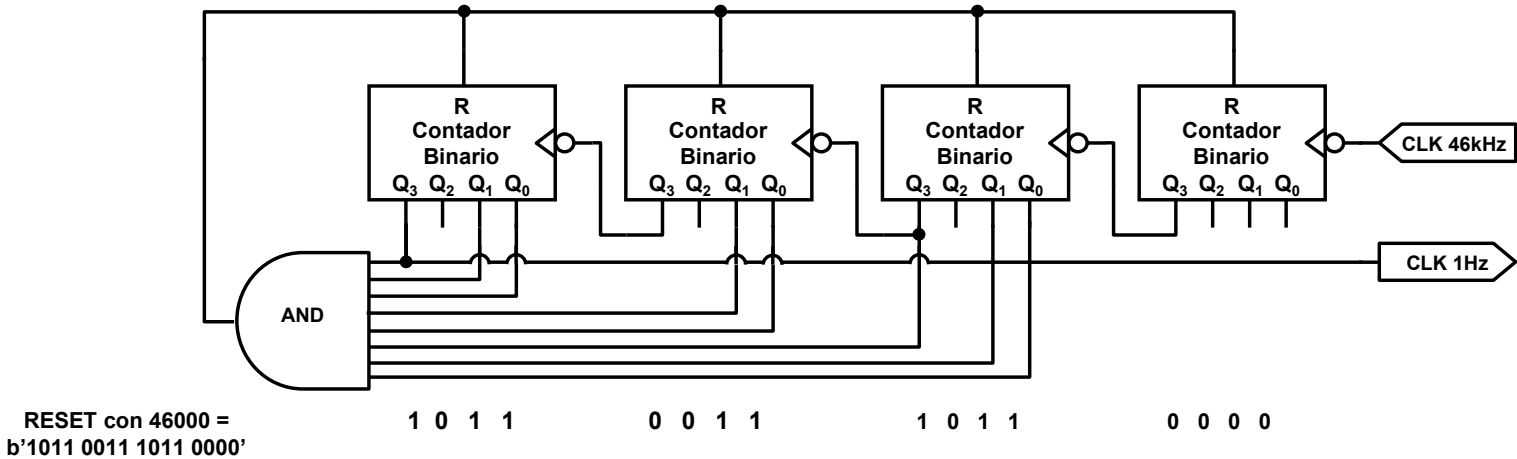 R
Contador
Binario
Q3 Q2 Q1 Q0
R
Contador
Binario
Q3 Q2 Q1 Q0
R
Contador
Binario
Q3 Q2 Q1 Q0
R
Contador
Binario
Q3 Q2 Q1 Q0
CLK 46kHz
CLK 1Hz
AND
RESET con 46000 =
b'1011 0011 1011 0000'
1 0 1 1
0 0 1 1
1 0 1 1
0 0 0 0